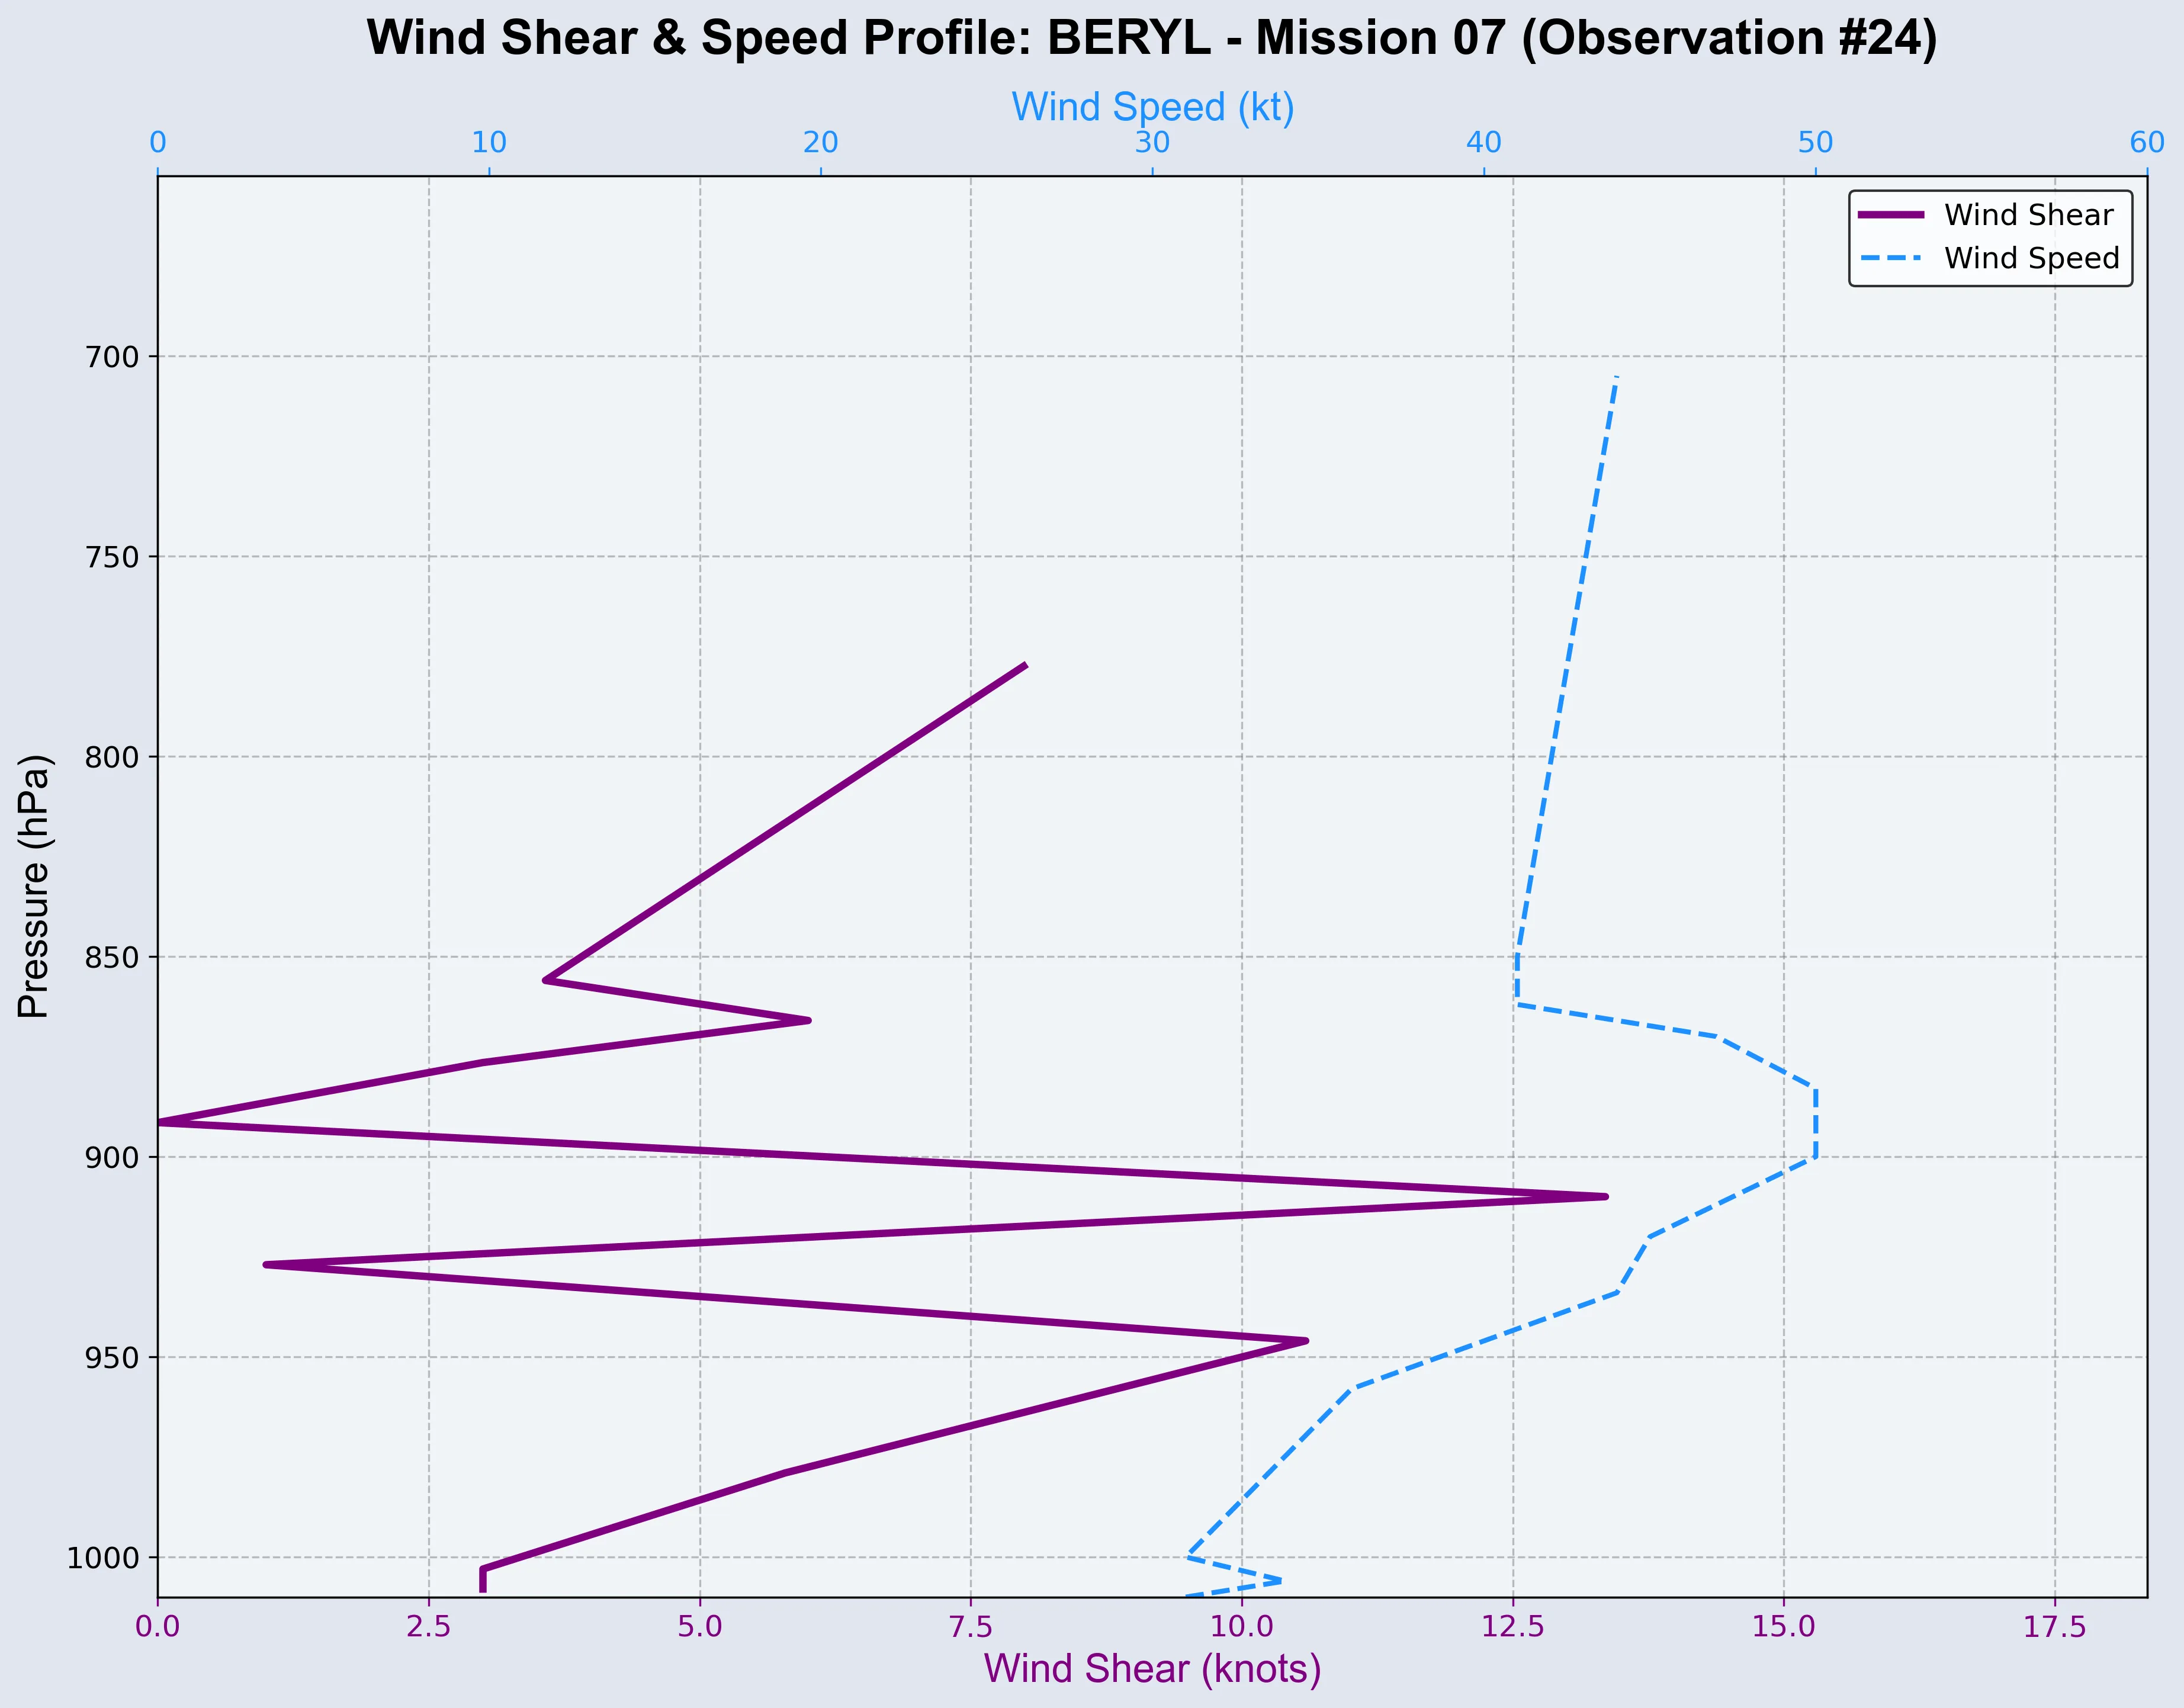 Wind Shear & Speed Profile: BERYL - Mission 07 (Observation #24)
Wind Speed (kt)
0 10 20 30 40 50 60
Wind Shear
Wind Speed
700
750
800
850
900
950
1000
Pressure (hPa)
0.0 2.5 5.0 7.5 10.0 12.5 15.0 17.5
Wind Shear (knots)